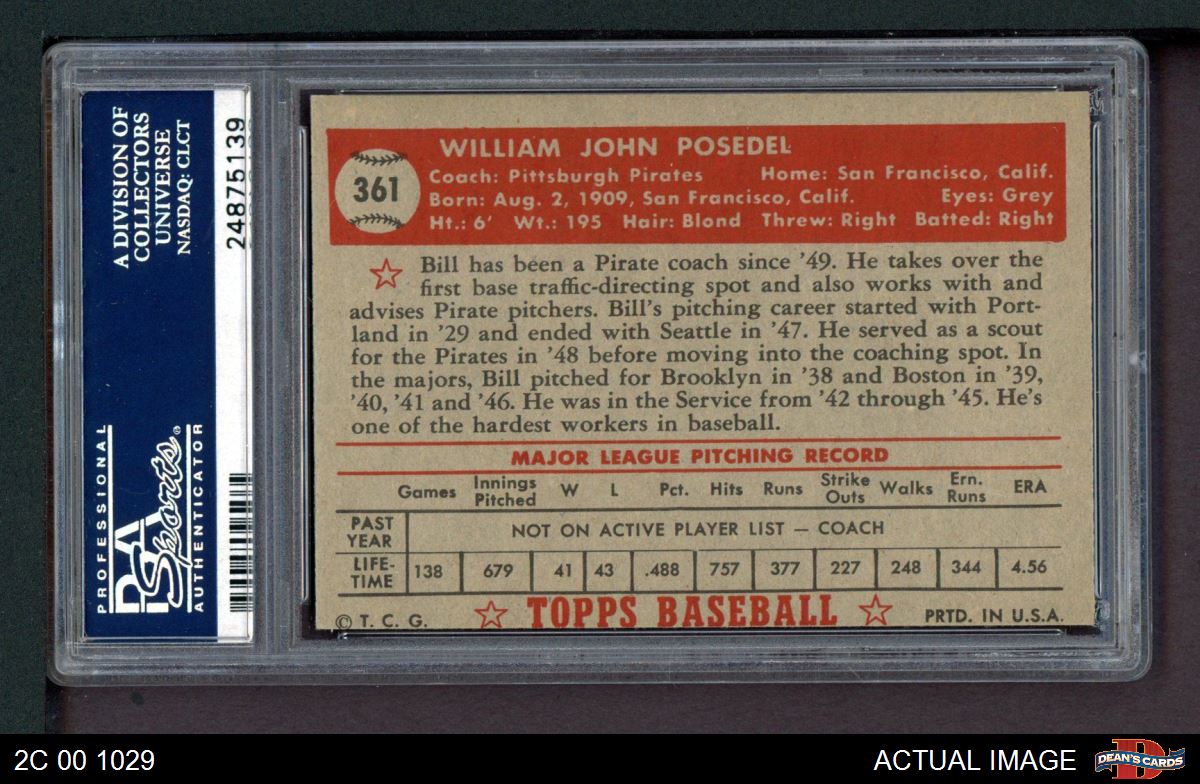 A DIVISION OF
COLLECTORS
UNIVERSE
NASDAQ: CLCT
24875139
PROFESSIONAL
PSA
Sports®
AUTHENTICATOR
361
WILLIAM JOHN POSEDEL
Coach: Pittsburgh Pirates Home: San Francisco, Calif.
Born: Aug. 2, 1909, San Francisco, Calif. Eyes: Grey
Ht.: 6' Wt.: 195 Hair: Blond Threw: Right Batted: Right
Bill has been a Pirate coach since '49. He takes over the
first base traffic-directing spot and also works with and
advises Pirate pitchers. Bill's pitching career started with Port-
land in '29 and ended with Seattle in '47. He served as a scout
for the Pirates in '48 before moving into the coaching spot. In
the majors, Bill pitched for Brooklyn in '38 and Boston in '39,
'40, '41 and '46. He was in the Service from '42 through '45. He's
one of the hardest workers in baseball.
MAJOR LEAGUE PITCHING RECORD
Games Innings Pitched W L Pct. Hits Runs Strike Outs Walks Ern. Runs ERA
PAST YEAR NOT ON ACTIVE PLAYER LIST — COACH
LIFE-TIME 138 679 41 43 .488 757 377 227 248 344 4.56
© T. C. G. TOPPS BASEBALL PRTD. IN U.S.A.
2C 00 1029 ACTUAL IMAGE DEAN'S CARDS